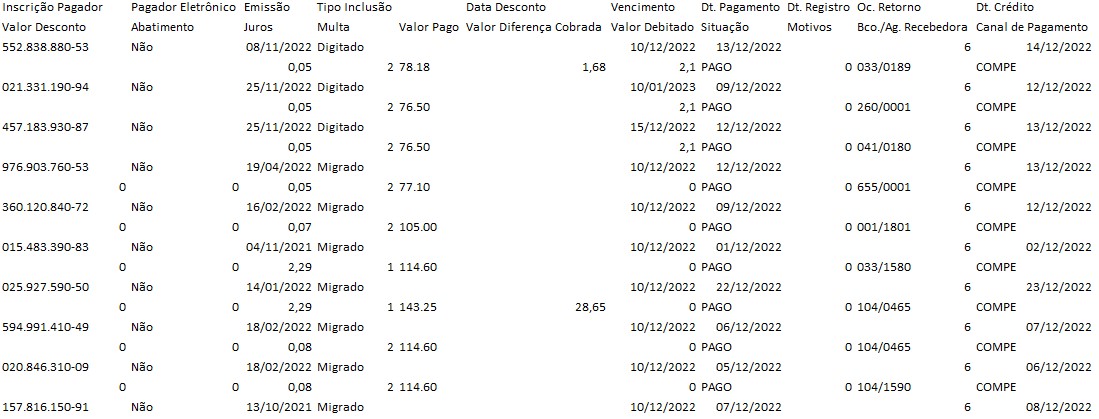 Inscrição Pagador Pagador Eletrônico Emissão Tipo Inclusão Data Desconto Vencimento Dt. Pagamento Dt. Registro Oc. Retorno Dt. Crédito
Valor Desconto Abatimento Juros Multa Valor Pago Valor Diferença Cobrada Valor Debitado Situação Motivos Bco./Ag. Recebedora Canal de Pagamento
552.838.880-53 Não 08/11/2022 Digitado 10/12/2022 13/12/2022 6 14/12/2022
0,05 2 78.18 1,68 2,1 PAGO 0 033/0189 COMPE
021.331.190-94 Não 25/11/2022 Digitado 10/01/2023 09/12/2022 6 12/12/2022
0,05 2 76.50 2,1 PAGO 0 260/0001 COMPE
457.183.930-87 Não 25/11/2022 Digitado 15/12/2022 12/12/2022 6 13/12/2022
0,05 2 76.50 2,1 PAGO 0 041/0180 COMPE
976.903.760-53 Não 19/04/2022 Migrado 10/12/2022 12/12/2022 6 13/12/2022
0 0 0,05 2 77.10 0 PAGO 0 655/0001 COMPE
360.120.840-72 Não 16/02/2022 Migrado 10/12/2022 09/12/2022 6 12/12/2022
0 0 0,07 2 105.00 0 PAGO 0 001/1801 COMPE
015.483.390-83 Não 04/11/2021 Migrado 10/12/2022 01/12/2022 6 02/12/2022
0 0 2,29 1 114.60 0 PAGO 0 033/1580 COMPE
025.927.590-50 Não 14/01/2022 Migrado 10/12/2022 22/12/2022 6 23/12/2022
0 0 2,29 1 143.25 28,65 0 PAGO 0 104/0465 COMPE
594.991.410-49 Não 18/02/2022 Migrado 10/12/2022 06/12/2022 6 07/12/2022
0 0 0,08 2 114.60 0 PAGO 0 104/0465 COMPE
020.846.310-09 Não 18/02/2022 Migrado 10/12/2022 05/12/2022 6 06/12/2022
0 0 0,08 2 114.60 0 PAGO 0 104/1590 COMPE
157.816.150-91 Não 13/10/2021 Migrado 10/12/2022 07/12/2022 6 08/12/2022